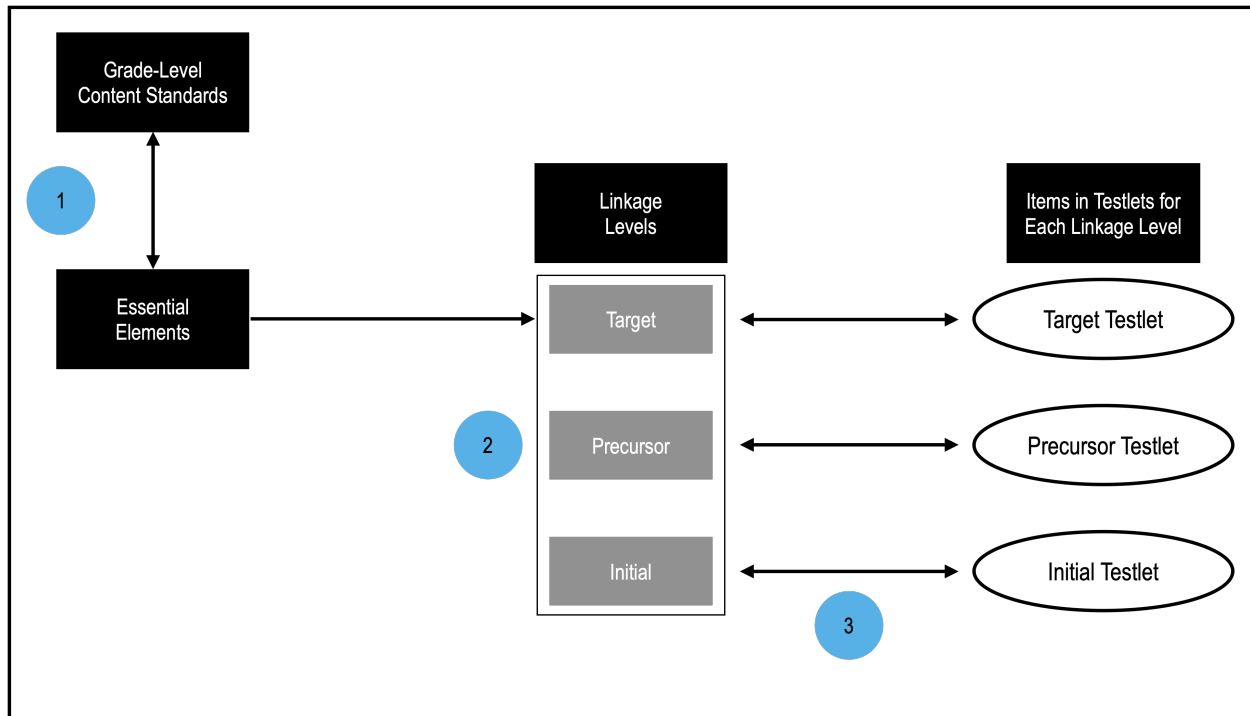 Grade-Level
Content Standards
1
Essential
Elements
Linkage
Levels
Target
2
Precursor
Initial
Items in Testlets for
Each Linkage Level
Target Testlet
Precursor Testlet
Initial Testlet
3